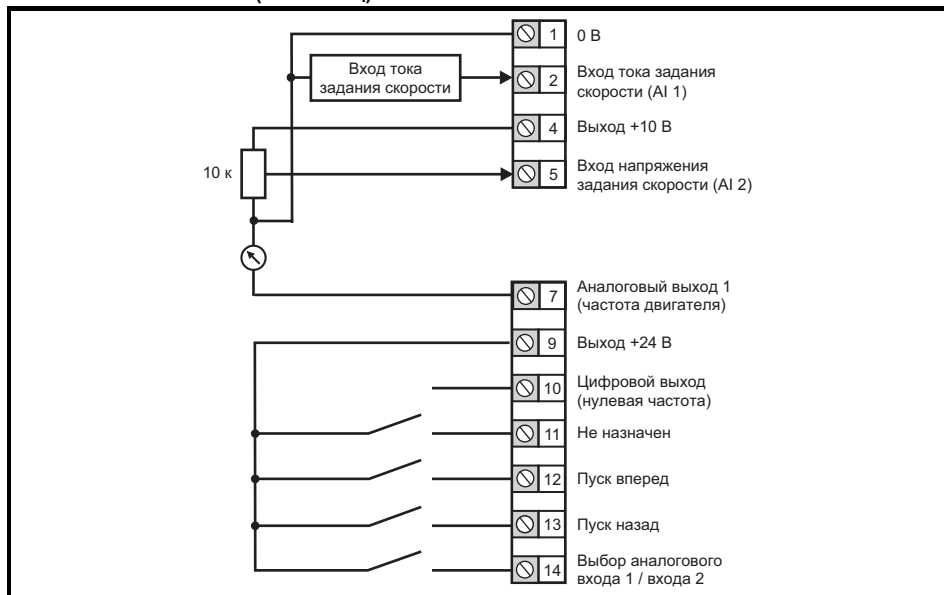 1 0 В
Вход тока
задания скорости
2 Вход тока задания
скорости (AI 1)
4 Выход +10 В
10 к
5 Вход напряжения
задания скорости (AI 2)
7 Аналоговый выход 1
(частота двигателя)
9 Выход +24 В
10 Цифровой выход
(нулевая частота)
11 Не назначен
12 Пуск вперед
13 Пуск назад
14 Выбор аналогового
входа 1 / входа 2